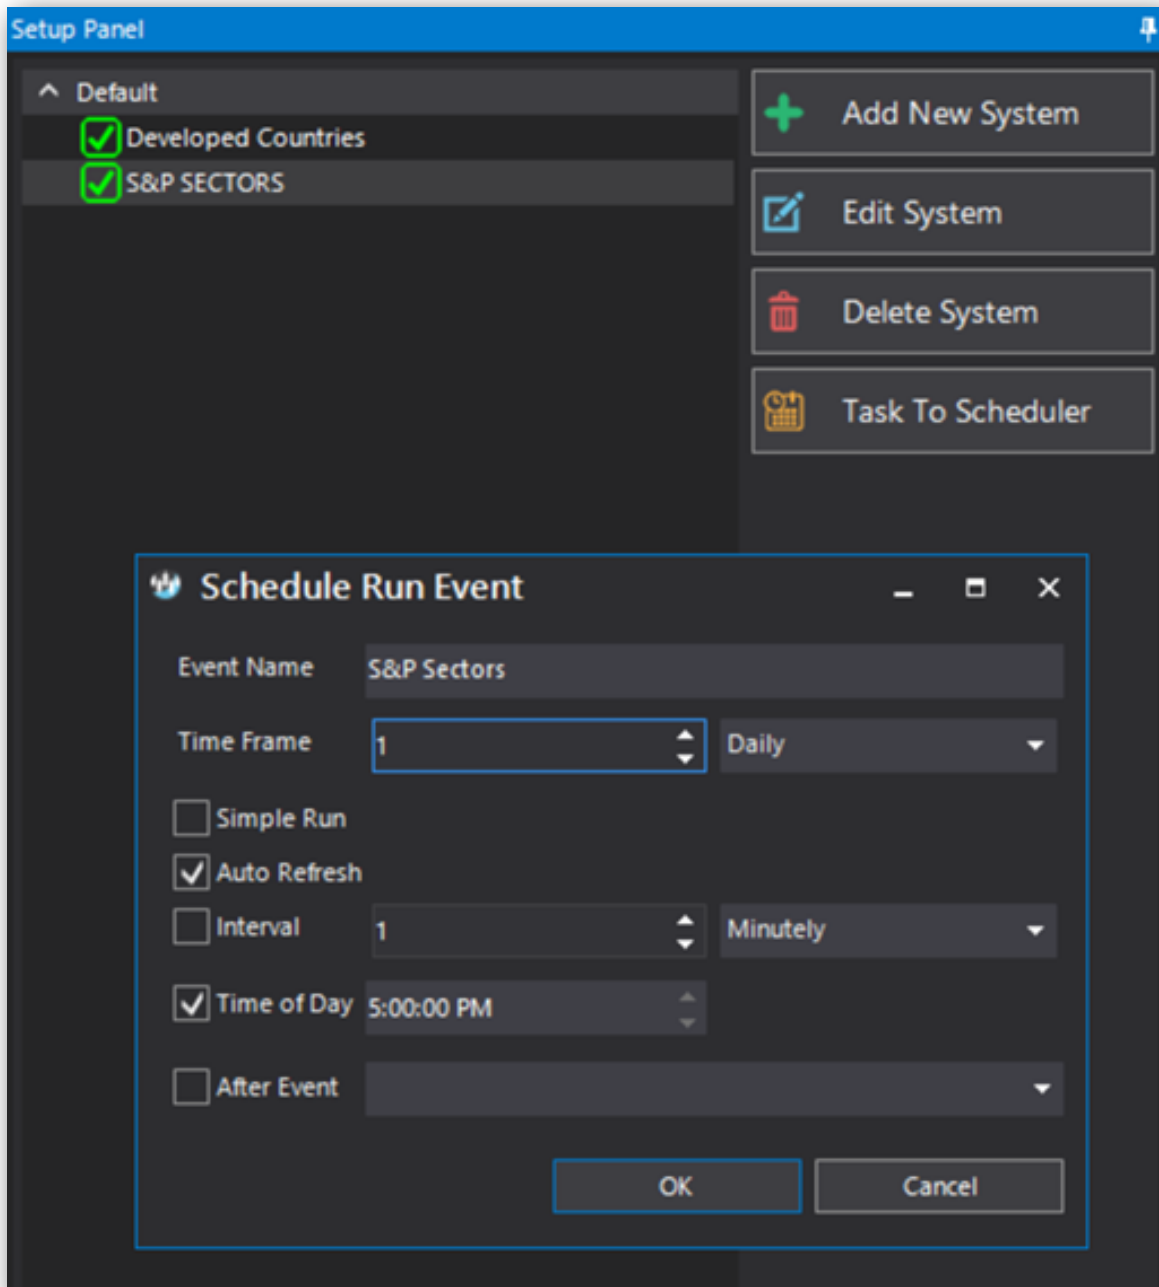 Setup Panel
Default
Developed Countries
S&P SECTORS
Add New System
Edit System
Delete System
Task To Scheduler
Schedule Run Event
Event Name S&P Sectors
Time Frame 1 Daily
Simple Run
Auto Refresh
Interval 1 Minutely
Time of Day 5:00:00 PM
After Event
OK Cancel